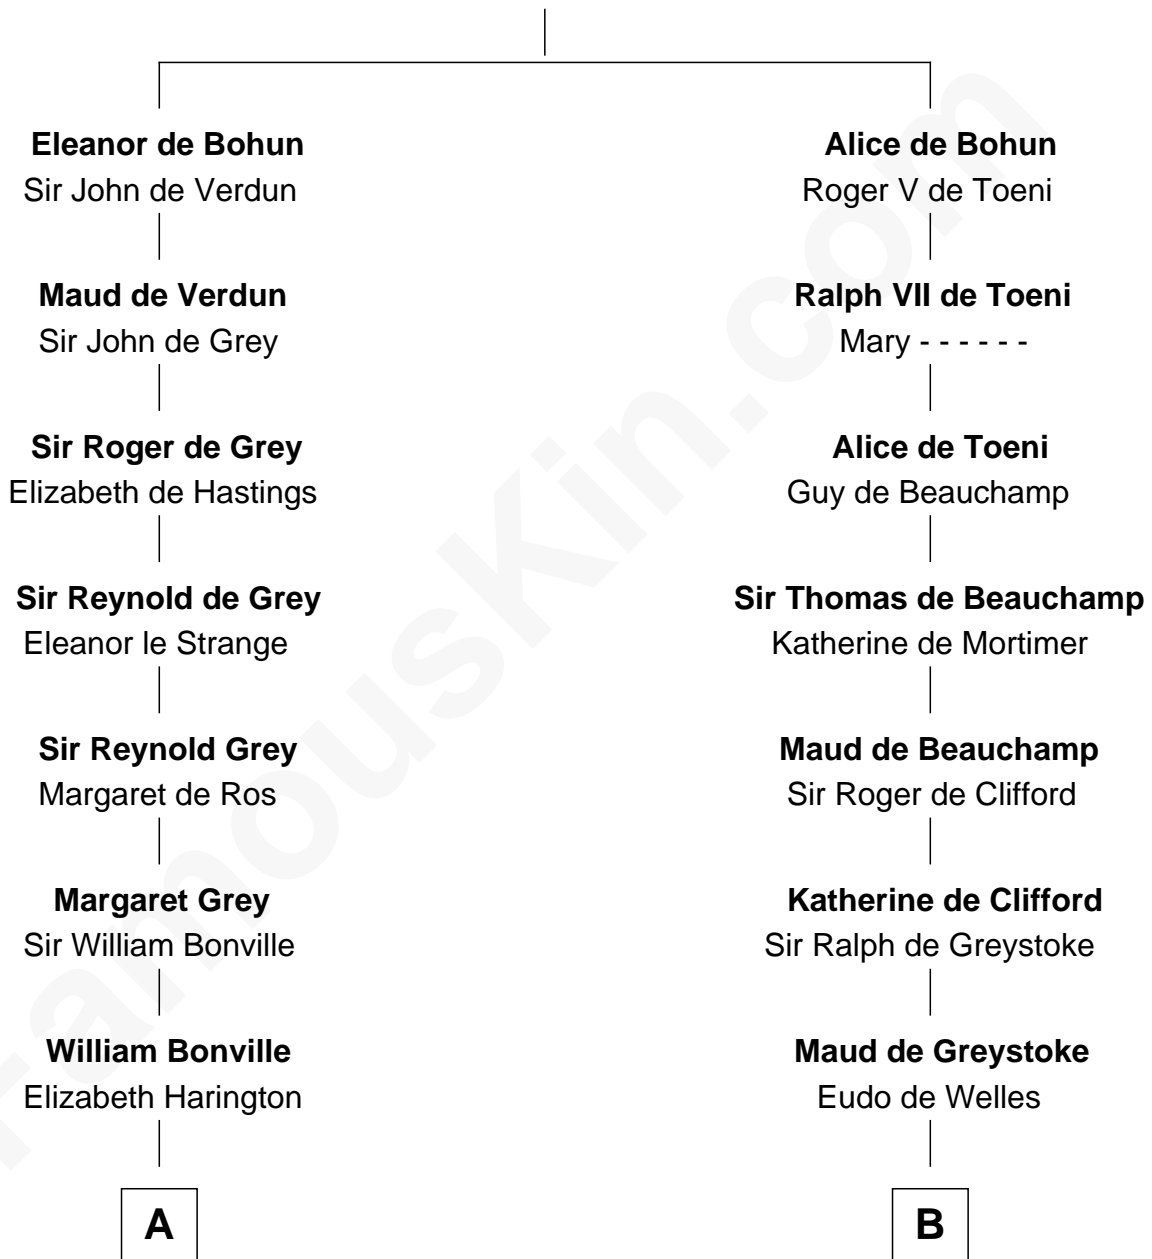 Eleanor de Bohun
Sir John de Verdun
Maud de Verdun
Sir John de Grey
Sir Roger de Grey
Elizabeth de Hastings
Sir Reynold de Grey
Eleanor le Strange
Sir Reynold Grey
Margaret de Ros
Margaret Grey
Sir William Bonville
William Bonville
Elizabeth Harington
A
Alice de Bohun
Roger V de Toeni
Ralph VII de Toeni
Mary - - - - - -
Alice de Toeni
Guy de Beauchamp
Sir Thomas de Beauchamp
Katherine de Mortimer
Maud de Beauchamp
Sir Roger de Clifford
Katherine de Clifford
Sir Ralph de Greystoke
Maud de Greystoke
Eudo de Welles
B
FamousKin.com